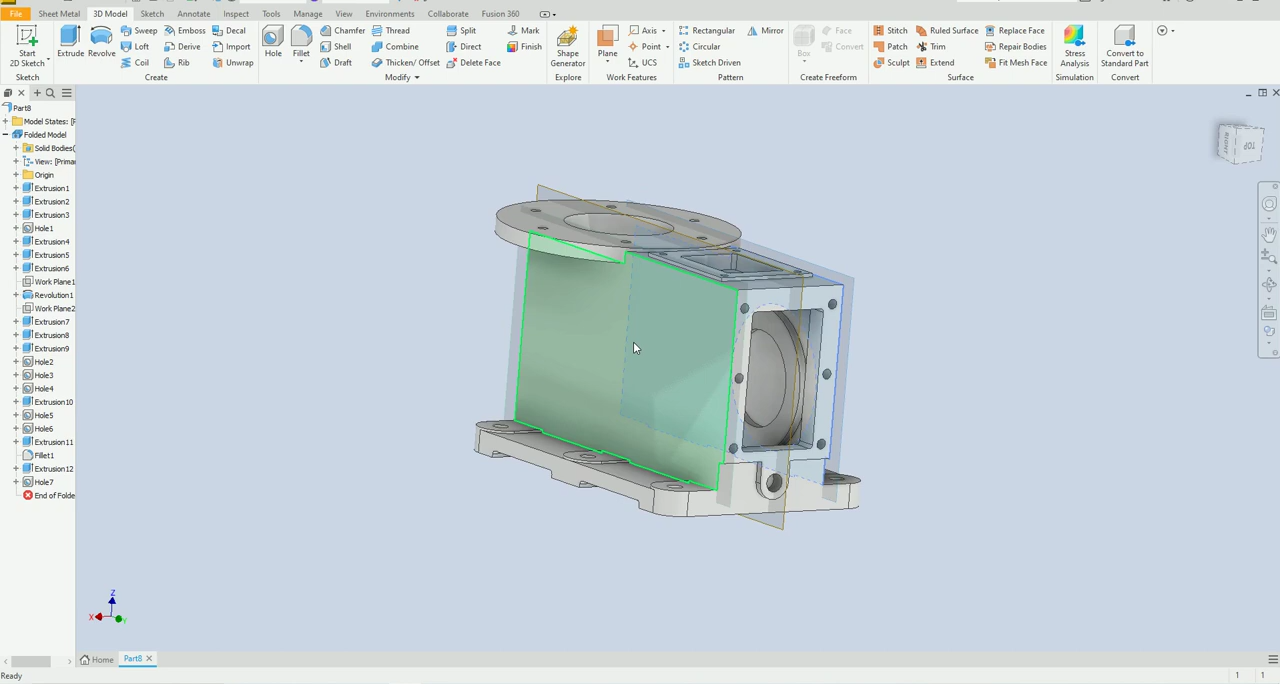 File Sheet Metal 3D Model Sketch Annotate Inspect Tools Manage View Environments Collaborate Fusion 360
Start
2D Sketch
Sketch
Extrude Revolve
Sweep Emboss Decal
Loft Derive Import
Coil Rib Unwrap
Create
Hole Fillet
Chamfer Thread Split Mark
Shell Combine Direct Finish
Draft Thicken/ Offset Delete Face
Modify
Shape
Generator
Explore
Plane
Axis
Point
UCS
Work Features
Rectangular Mirror
Circular
Sketch Driven
Pattern
Box
Face
Convert
Create Freeform
Stitch Ruled Surface Replace Face
Patch Trim Repair Bodies
Sculpt Extend Fit Mesh Face
Surface
Stress
Analysis
Simulation
Convert to
Standard Part
Convert
Part8
Model States: [P
Folded Model
Solid Bodies(
View: [Prima
Origin
Extrusion1
Extrusion2
Extrusion3
Hole1
Extrusion4
Extrusion5
Extrusion6
Work Plane1
Revolution1
Work Plane2
Extrusion7
Extrusion8
Extrusion9
Hole2
Hole3
Hole4
Extrusion10
Hole5
Hole6
Extrusion11
Fillet1
Extrusion12
Hole7
End of Folde
RIGHT TOP
Z
X
Y
Home Part8
Ready 1 1